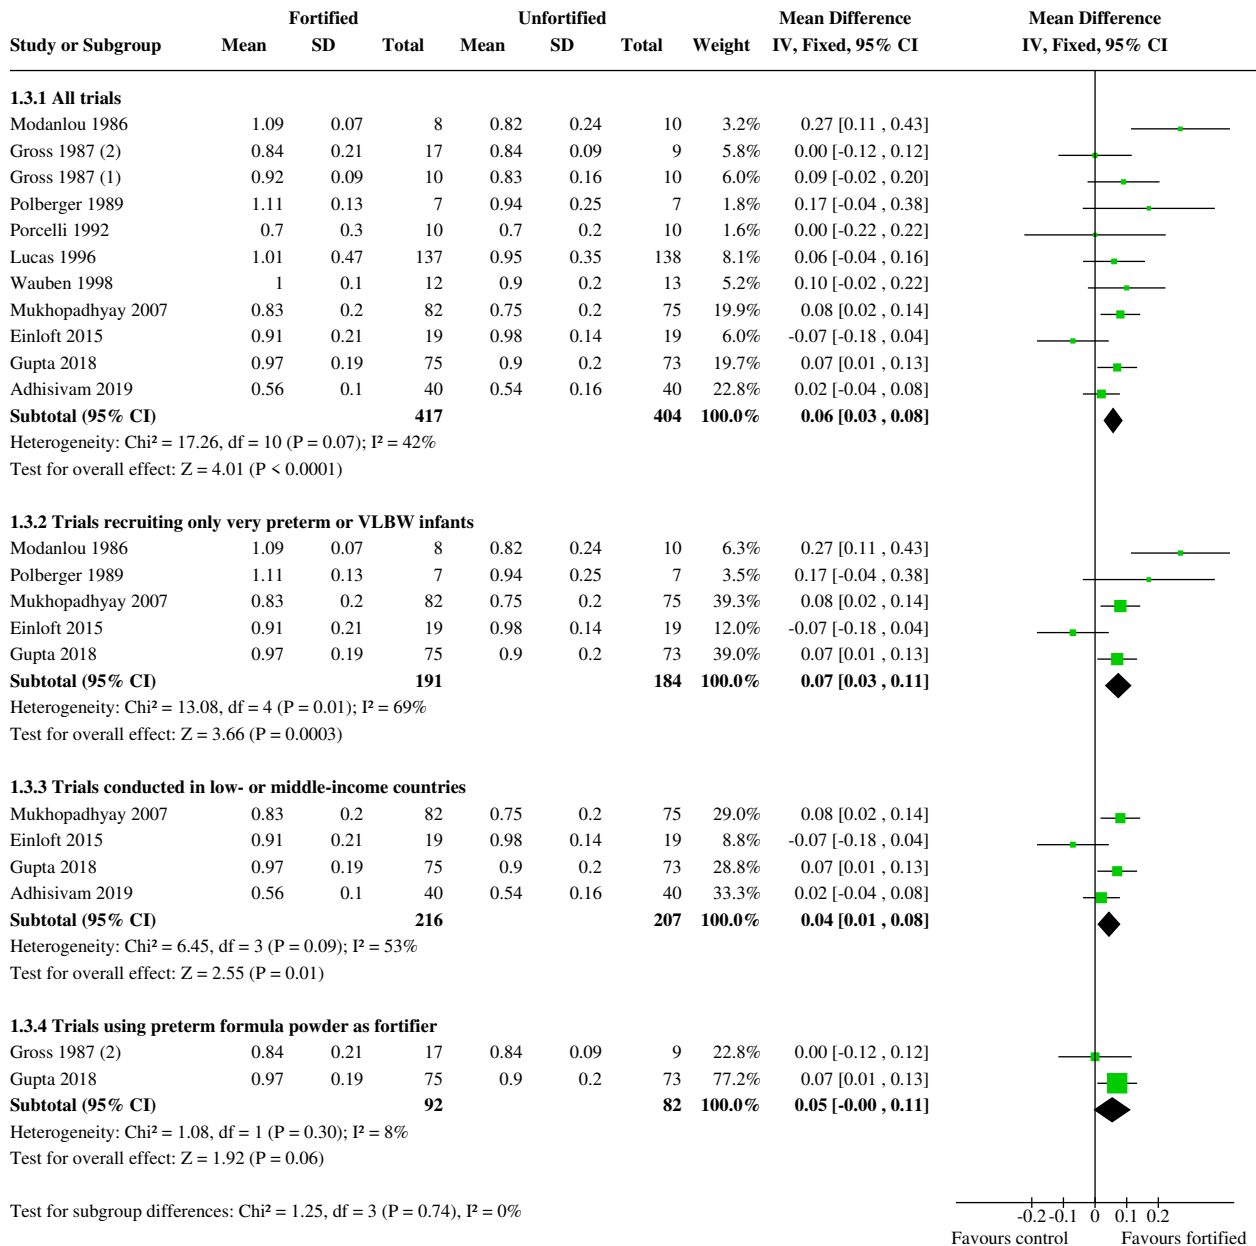 Fortified Unfortified Mean Difference Mean Difference
Study or Subgroup Mean SD Total Mean SD Total Weight IV, Fixed, 95% CI IV, Fixed, 95% CI
1.3.1 All trials
Modanlou 1986 1.09 0.07 8 0.82 0.24 10 3.2% 0.27 [0.11 , 0.43]
Gross 1987 (2) 0.84 0.21 17 0.84 0.09 9 5.8% 0.00 [-0.12 , 0.12]
Gross 1987 (1) 0.92 0.09 10 0.83 0.16 10 6.0% 0.09 [-0.02 , 0.20]
Polberger 1989 1.11 0.13 7 0.94 0.25 7 1.8% 0.17 [-0.04 , 0.38]
Porcelli 1992 0.7 0.3 10 0.7 0.2 10 1.6% 0.00 [-0.22 , 0.22]
Lucas 1996 1.01 0.47 137 0.95 0.35 138 8.1% 0.06 [-0.04 , 0.16]
Wauben 1998 1 0.1 12 0.9 0.2 13 5.2% 0.10 [-0.02 , 0.22]
Mukhopadhyay 2007 0.83 0.2 82 0.75 0.2 75 19.9% 0.08 [0.02 , 0.14]
Einloft 2015 0.91 0.21 19 0.98 0.14 19 6.0% -0.07 [-0.18 , 0.04]
Gupta 2018 0.97 0.19 75 0.9 0.2 73 19.7% 0.07 [0.01 , 0.13]
Adhisivam 2019 0.56 0.1 40 0.54 0.16 40 22.8% 0.02 [-0.04 , 0.08]
Subtotal (95% CI) 417 404 100.0% 0.06 [0.03 , 0.08]
Heterogeneity: Chi² = 17.26, df = 10 (P = 0.07); I² = 42%
Test for overall effect: Z = 4.01 (P < 0.0001)
1.3.2 Trials recruiting only very preterm or VLBW infants
Modanlou 1986 1.09 0.07 8 0.82 0.24 10 6.3% 0.27 [0.11 , 0.43]
Polberger 1989 1.11 0.13 7 0.94 0.25 7 3.5% 0.17 [-0.04 , 0.38]
Mukhopadhyay 2007 0.83 0.2 82 0.75 0.2 75 39.3% 0.08 [0.02 , 0.14]
Einloft 2015 0.91 0.21 19 0.98 0.14 19 12.0% -0.07 [-0.18 , 0.04]
Gupta 2018 0.97 0.19 75 0.9 0.2 73 39.0% 0.07 [0.01 , 0.13]
Subtotal (95% CI) 191 184 100.0% 0.07 [0.03 , 0.11]
Heterogeneity: Chi² = 13.08, df = 4 (P = 0.01); I² = 69%
Test for overall effect: Z = 3.66 (P = 0.0003)
1.3.3 Trials conducted in low- or middle-income countries
Mukhopadhyay 2007 0.83 0.2 82 0.75 0.2 75 29.0% 0.08 [0.02 , 0.14]
Einloft 2015 0.91 0.21 19 0.98 0.14 19 8.8% -0.07 [-0.18 , 0.04]
Gupta 2018 0.97 0.19 75 0.9 0.2 73 28.8% 0.07 [0.01 , 0.13]
Adhisivam 2019 0.56 0.1 40 0.54 0.16 40 33.3% 0.02 [-0.04 , 0.08]
Subtotal (95% CI) 216 207 100.0% 0.04 [0.01 , 0.08]
Heterogeneity: Chi² = 6.45, df = 3 (P = 0.09); I² = 53%
Test for overall effect: Z = 2.55 (P = 0.01)
1.3.4 Trials using preterm formula powder as fortifier
Gross 1987 (2) 0.84 0.21 17 0.84 0.09 9 22.8% 0.00 [-0.12 , 0.12]
Gupta 2018 0.97 0.19 75 0.9 0.2 73 77.2% 0.07 [0.01 , 0.13]
Subtotal (95% CI) 92 82 100.0% 0.05 [-0.00 , 0.11]
Heterogeneity: Chi² = 1.08, df = 1 (P = 0.30); I² = 8%
Test for overall effect: Z = 1.92 (P = 0.06)
Test for subgroup differences: Chi² = 1.25, df = 3 (P = 0.74), I² = 0%
-0.2 -0.1 0 0.1 0.2
Favours control Favours fortified